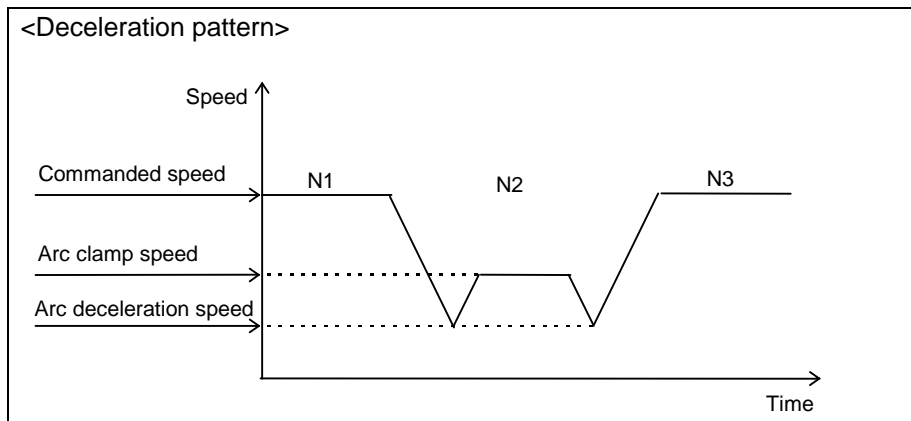 <Deceleration pattern>
Speed
Commanded speed
N1
N2
N3
Arc clamp speed
Arc deceleration speed
Time